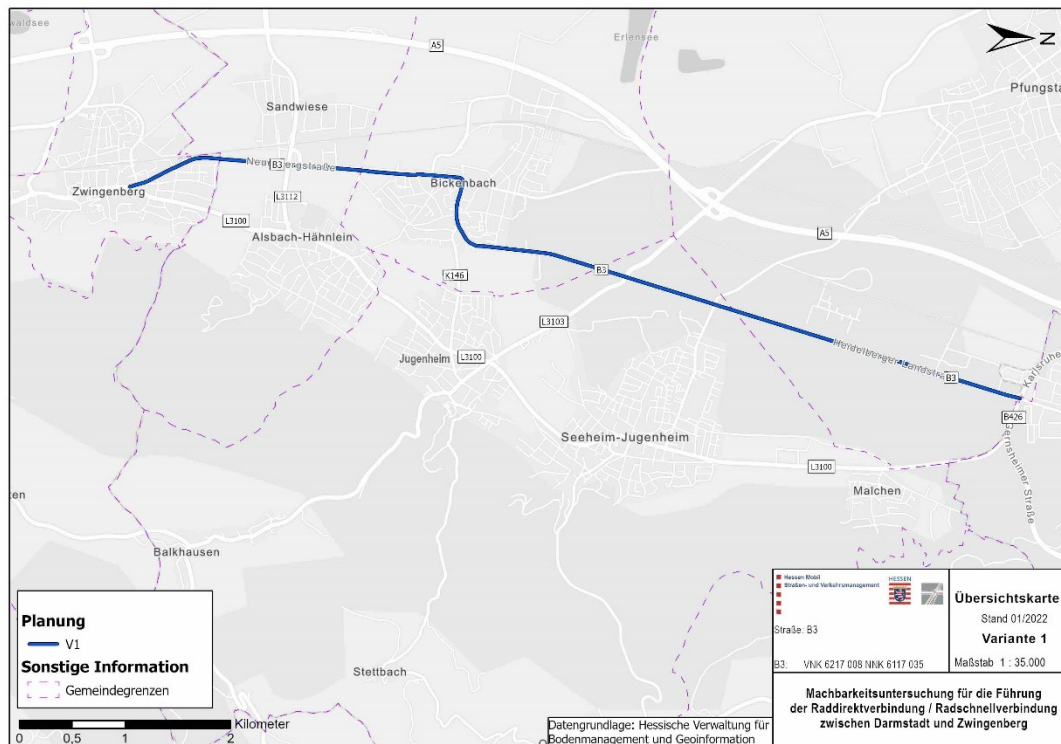 waldsee
A5
Erlensee
N
Pfungsta
Sandwiese
B3
Zwingenberg
L3112
Bickenbach
L3100
Alsbach-Hähnlein
A5
K146
B3
L3103
Jugenheim
L3100
Heidelberger Landstra
B3
Karlsruhe
B426
Gernsheimer Straße
Seeheim-Jugenheim
L3100
Malchen
ten
Balkhausen
Stettbach
Planung
V1
Sonstige Information
Gemeindegrenzen
Kilometer
0 0,5 1 2
Datengrundlage: Hessische Verwaltung für
Bodenmanagement und Geoinformation
Hessen Mobil
Straßen- und Verkehrsmanagement
HESSEN
Straße: B3
B3: VNK 6217 008 NNK 6117 035
Übersichtskarte
Stand 01/2022
Variante 1
Maßstab 1 : 35.000
Machbarkeitsuntersuchung für die Führung
der Raddirektverbindung / Radschnellverbindung
zwischen Darmstadt und Zwingenberg